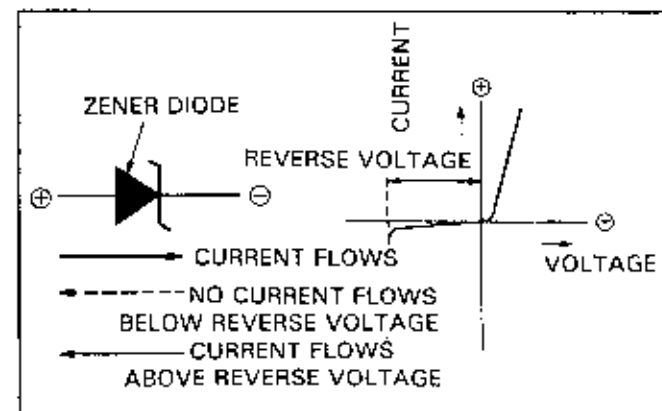 ZENER DIODE
CURRENT
REVERSE VOLTAGE
VOLTAGE
CURRENT FLOWS
NO CURRENT FLOWS
BELOW REVERSE VOLTAGE
CURRENT FLOWS
ABOVE REVERSE VOLTAGE